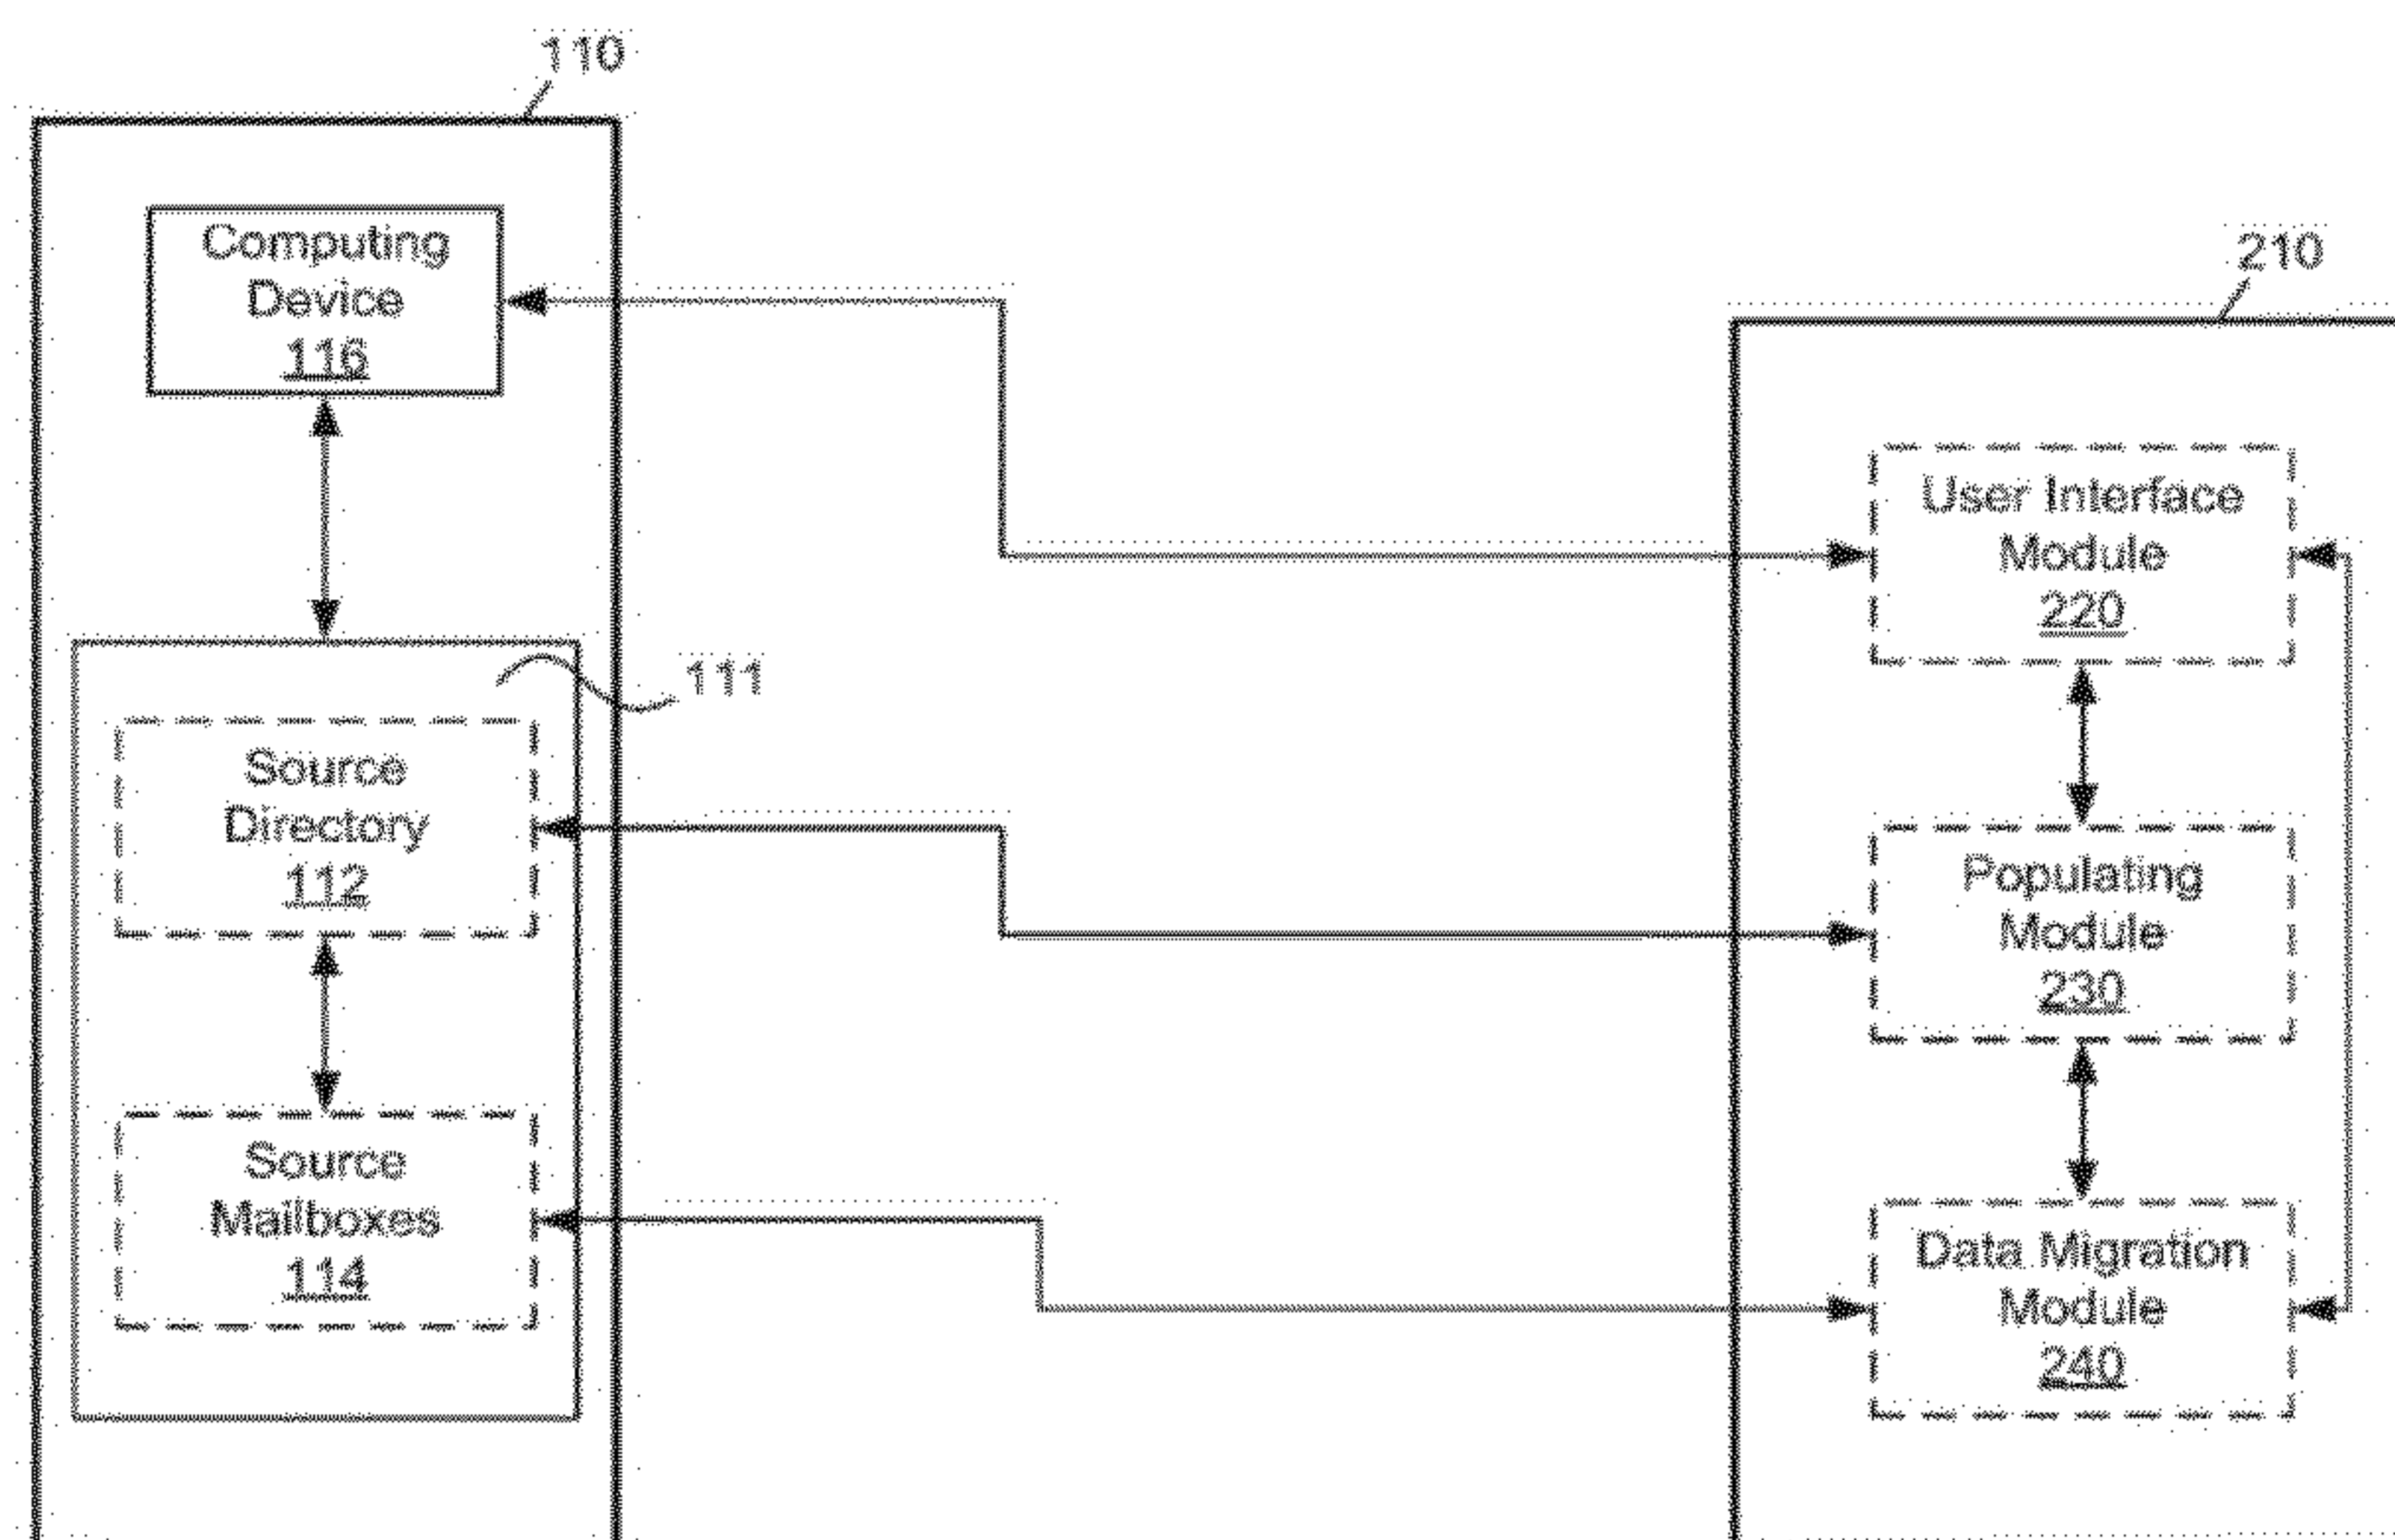 110
Computing
Device
116
111
Source
Directory
112
Source
Mailboxes
114
210
User Interface
Module
220
Populating
Module
230
Data Migration
Module
240